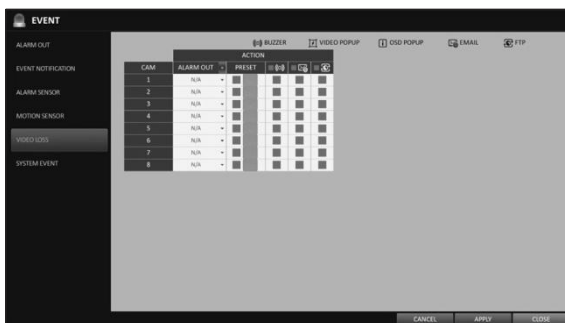 EVENT
ALARM OUT
EVENT NOTIFICATION
ALARM SENSOR
MOTION SENSOR
VIDEO LOSS
SYSTEM EVENT
BUZZER VIDEO POPUP OSD POPUP EMAIL FTP
ACTION
CAM ALARM OUT PRESET
1 N/A
2 N/A
3 N/A
4 N/A
5 N/A
6 N/A
7 N/A
8 N/A
CANCEL APPLY CLOSE